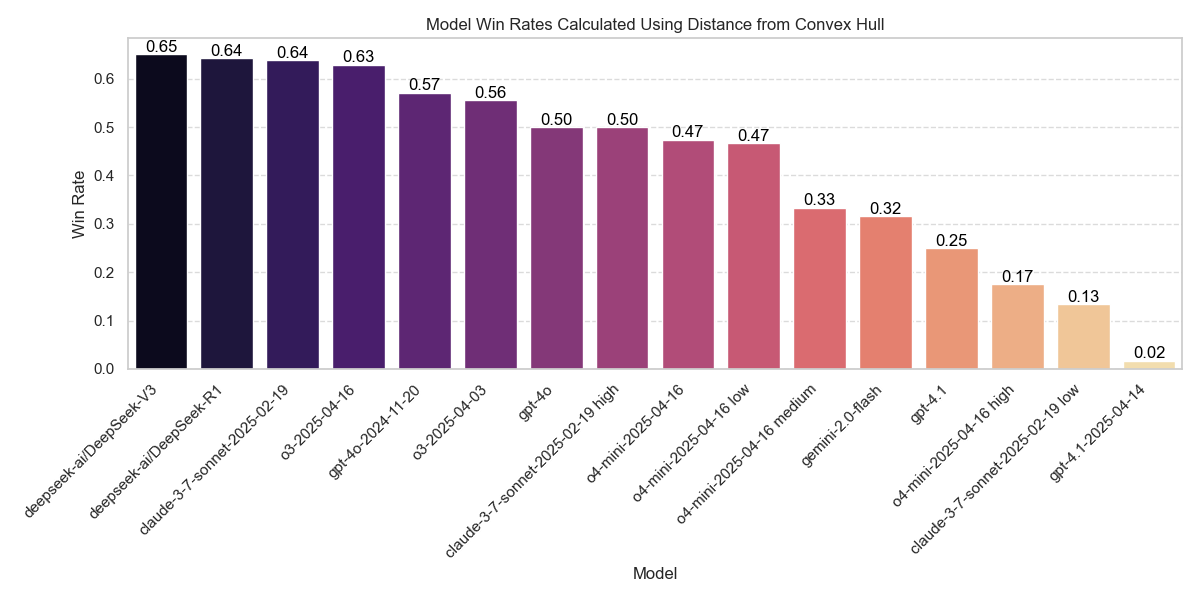 Model Win Rates Calculated Using Distance from Convex Hull
Win Rate
0.6
0.5
0.4
0.3
0.2
0.1
0.0
0.65
0.64
0.64
0.63
0.57
0.56
0.50
0.50
0.47
0.47
0.33
0.32
0.25
0.17
0.13
0.02
deepseek-ai/DeepSeek-V3
deepseek-ai/DeepSeek-R1
claude-3-7-sonnet-2025-02-19
o3-2025-04-16
gpt-4o-2024-11-20
o3-2025-04-03
gpt-4o
claude-3-7-sonnet-2025-02-19 high
o4-mini-2025-04-16
o4-mini-2025-04-16 low
o4-mini-2025-04-16 medium
gemini-2.0-flash
gpt-4.1
o4-mini-2025-04-16 high
claude-3-7-sonnet-2025-02-19 low
gpt-4.1-2025-04-14
Model